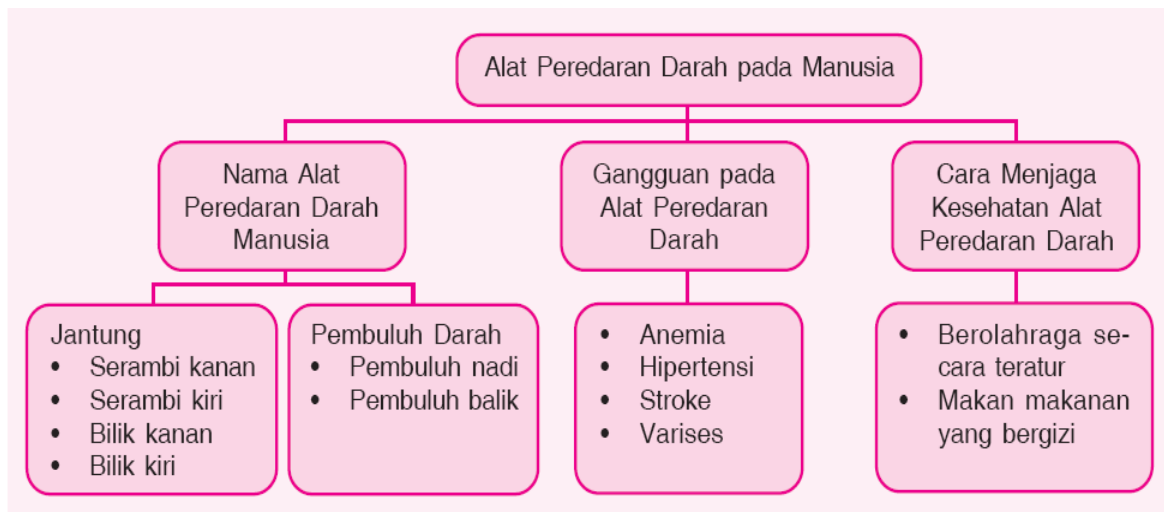 Alat Peredaran Darah pada Manusia
Nama Alat
Peredaran Darah
Manusia
Gangguan pada
Alat Peredaran
Darah
Cara Menjaga
Kesehatan Alat
Peredaran Darah
Jantung
• Serambi kanan
• Serambi kiri
• Bilik kanan
• Bilik kiri
Pembuluh Darah
• Pembuluh nadi
• Pembuluh balik
• Anemia
• Hipertensi
• Stroke
• Varises
• Berolahraga se-
cara teratur
• Makan makanan
yang bergizi